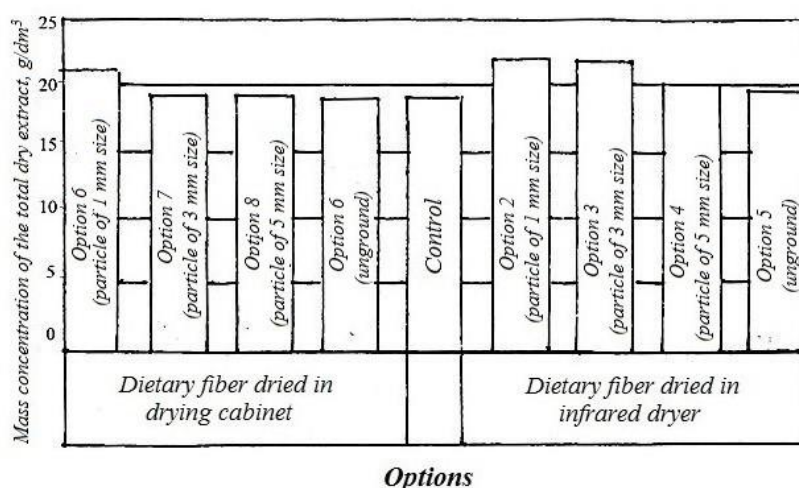 Mass concentration of the total dry extract, g/dm³
25
20
15
10
5
0
Option 6
(particle of 1 mm size)
Option 7
(particle of 3 mm size)
Option 8
(particle of 5 mm size)
Option 6
(unground)
Control
Option 2
(particle of 1 mm size)
Option 3
(particle of 3 mm size)
Option 4
(particle of 5 mm size)
Option 5
(unground)
Dietary fiber dried in
drying cabinet
Dietary fiber dried in
infrared dryer
Options